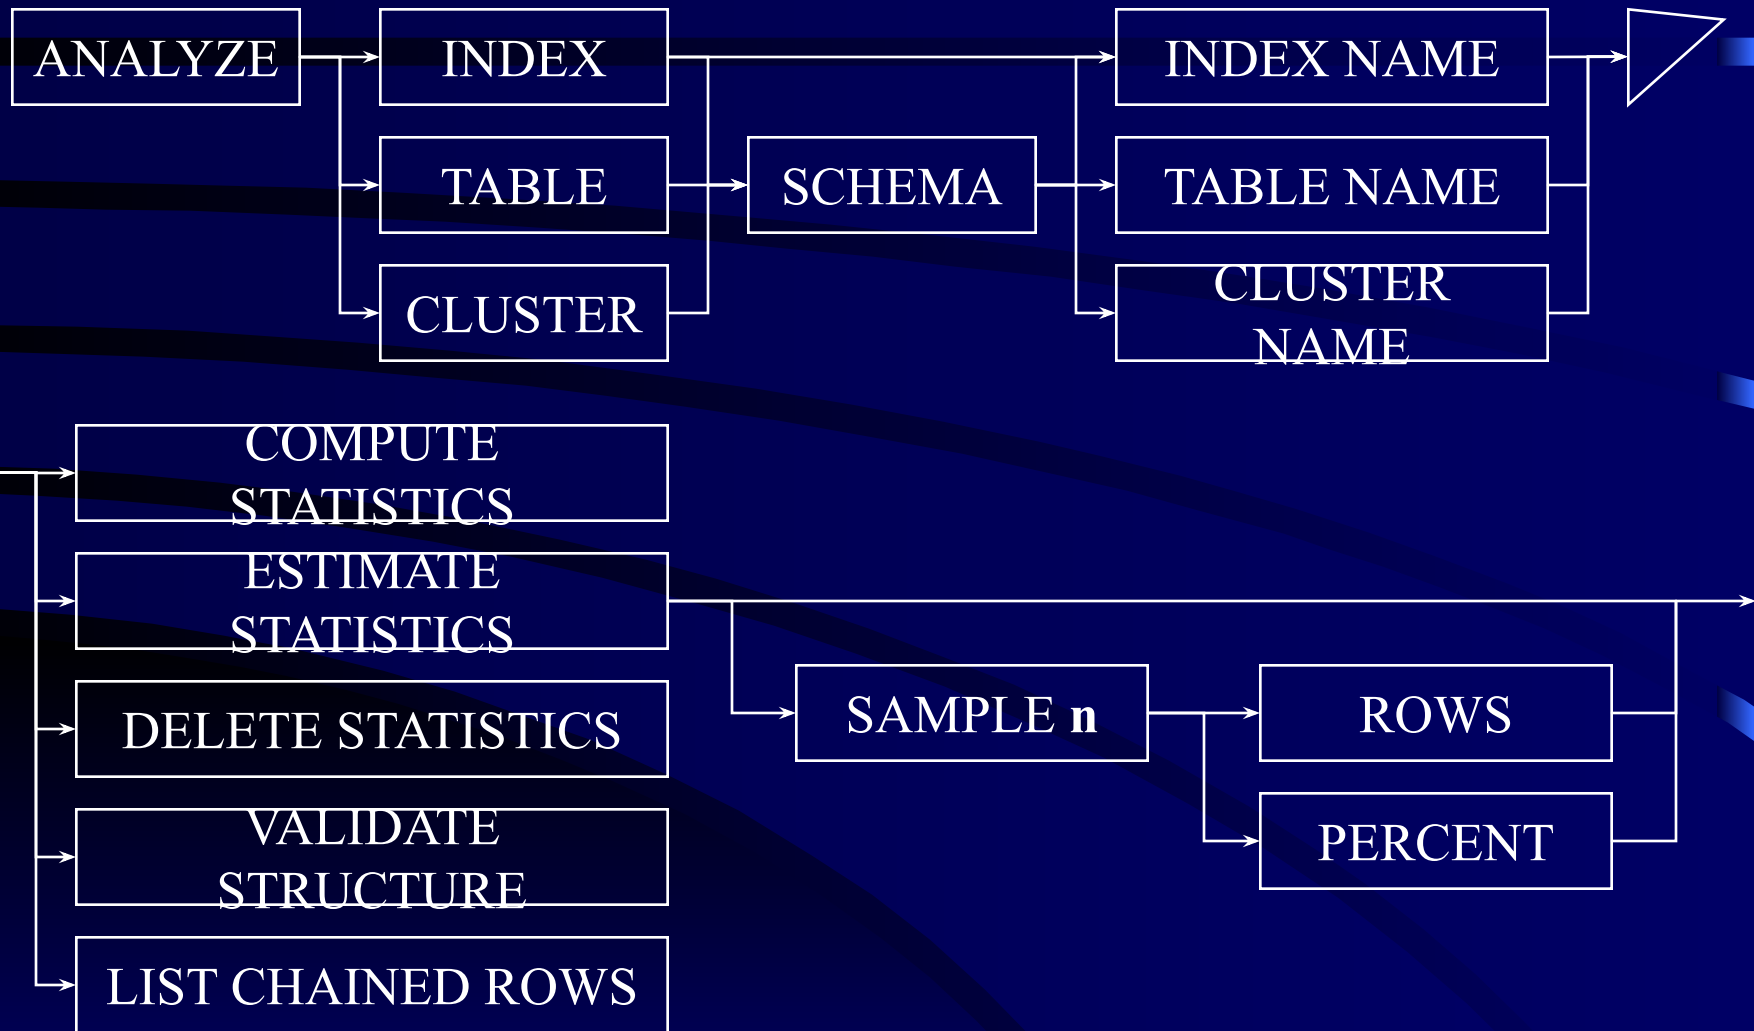 ANALYZE
INDEX
INDEX NAME
TABLE
SCHEMA
TABLE NAME
CLUSTER
CLUSTER
NAME
COMPUTE
STATISTICS
ESTIMATE
STATISTICS
DELETE STATISTICS
SAMPLE n
ROWS
VALIDATE
STRUCTURE
PERCENT
LIST CHAINED ROWS